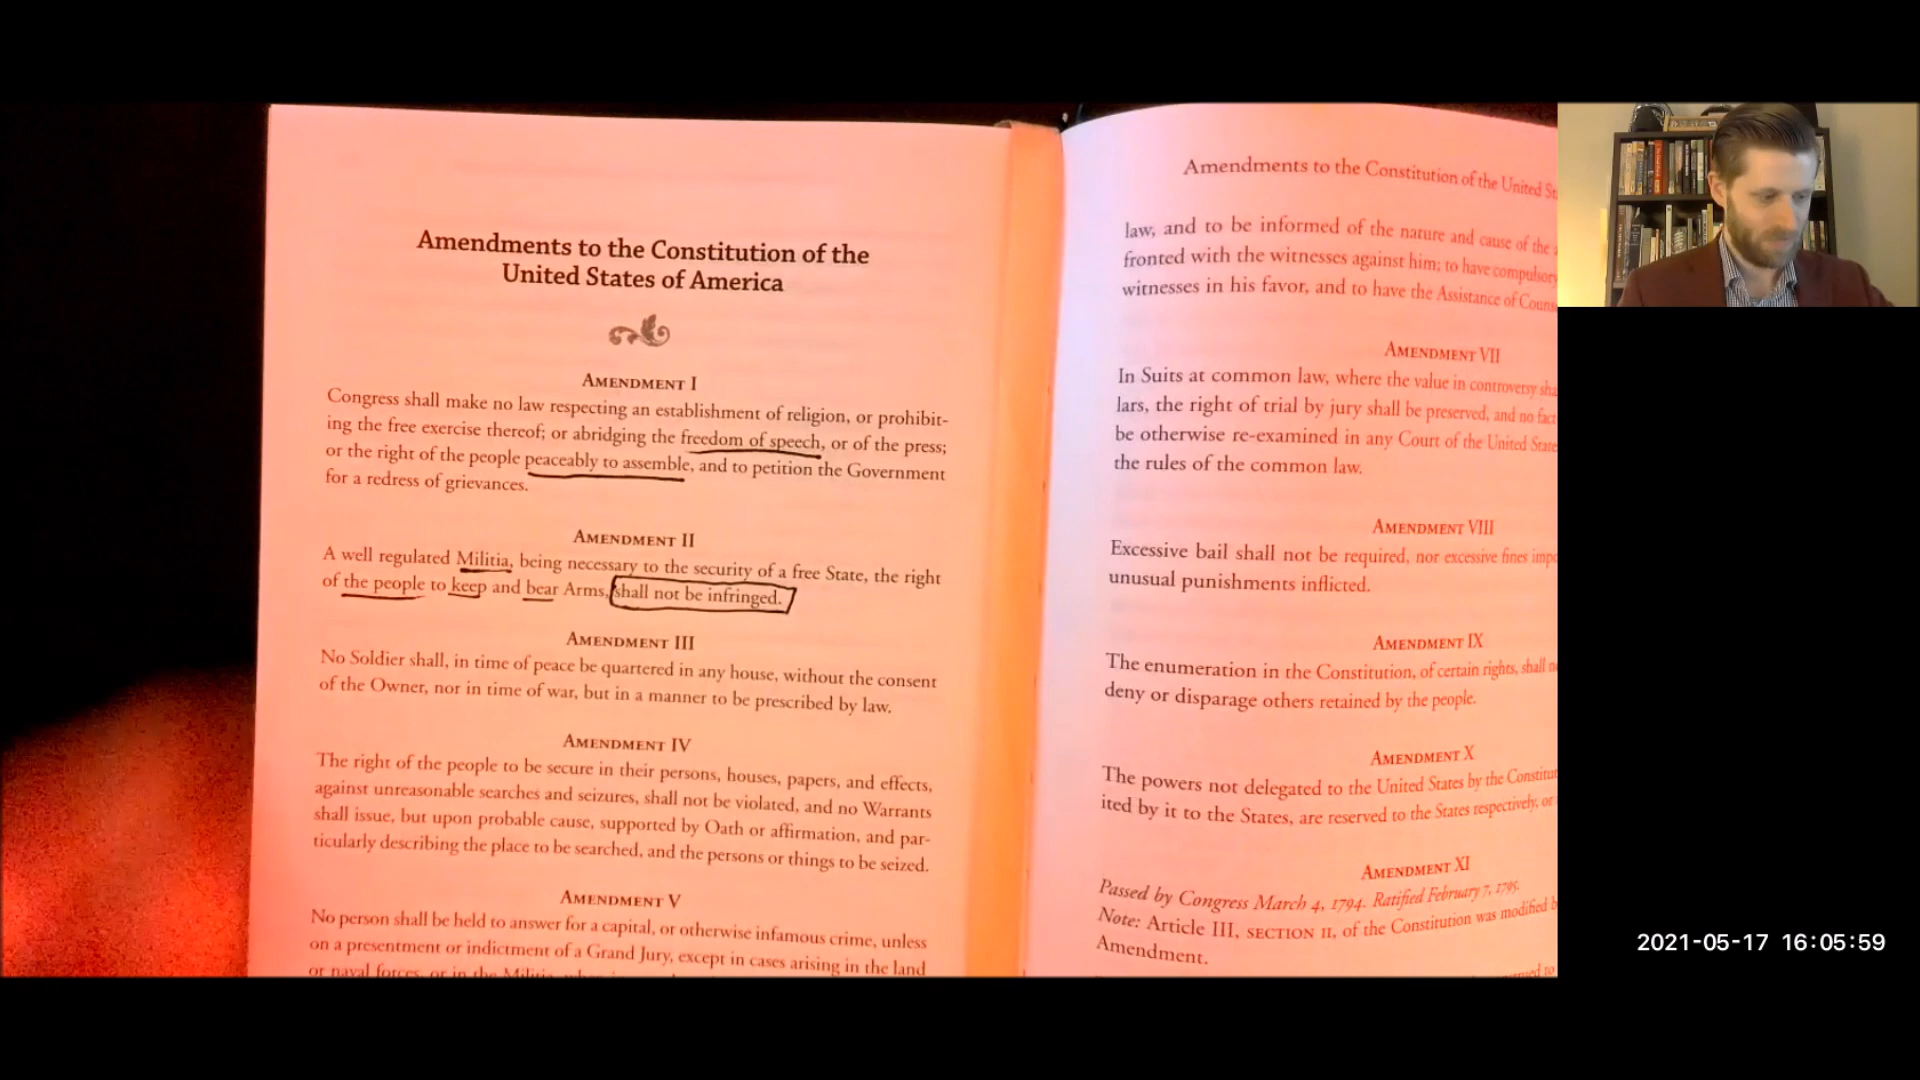 Amendments to the Constitution of the
United States of America
AMENDMENT I
Congress shall make no law respecting an establishment of religion, or prohibit-
ing the free exercise thereof; or abridging the freedom of speech, or of the press;
or the right of the people peaceably to assemble, and to petition the Government
for a redress of grievances.
AMENDMENT II
A well regulated Militia, being necessary to the security of a free State, the right
of the people to keep and bear Arms, shall not be infringed.
AMENDMENT III
No Soldier shall, in time of peace be quartered in any house, without the consent
of the Owner, nor in time of war, but in a manner to be prescribed by law.
AMENDMENT IV
The right of the people to be secure in their persons, houses, papers, and effects,
against unreasonable searches and seizures, shall not be violated, and no Warrants
shall issue, but upon probable cause, supported by Oath or affirmation, and par-
ticularly describing the place to be searched, and the persons or things to be seized.
AMENDMENT V
No person shall be held to answer for a capital, or otherwise infamous crime, unless
on a presentment or indictment of a Grand Jury, except in cases arising in the land
or naval forces, or in the Militia,
Amendments to the Constitution of the United St
law, and to be informed of the nature and cause of the
fronted with the witnesses against him; to have compulsory
witnesses in his favor, and to have the Assistance of Couns
AMENDMENT VII
In Suits at common law, where the value in controversy sha
lars, the right of trial by jury shall be preserved, and no fact
be otherwise re-examined in any Court of the United State
the rules of the common law.
AMENDMENT VIII
Excessive bail shall not be required, nor excessive fines impo
unusual punishments inflicted.
AMENDMENT IX
The enumeration in the Constitution, of certain rights, shall n
deny or disparage others retained by the people.
AMENDMENT X
The powers not delegated to the United States by the Constitut
ited by it to the States, are reserved to the States respectively, or
AMENDMENT XI
Passed by Congress March 4, 1794. Ratified February 7, 1795.
Note: Article III, SECTION II, of the Constitution was modified b
Amendment.
2021-05-17 16:05:59